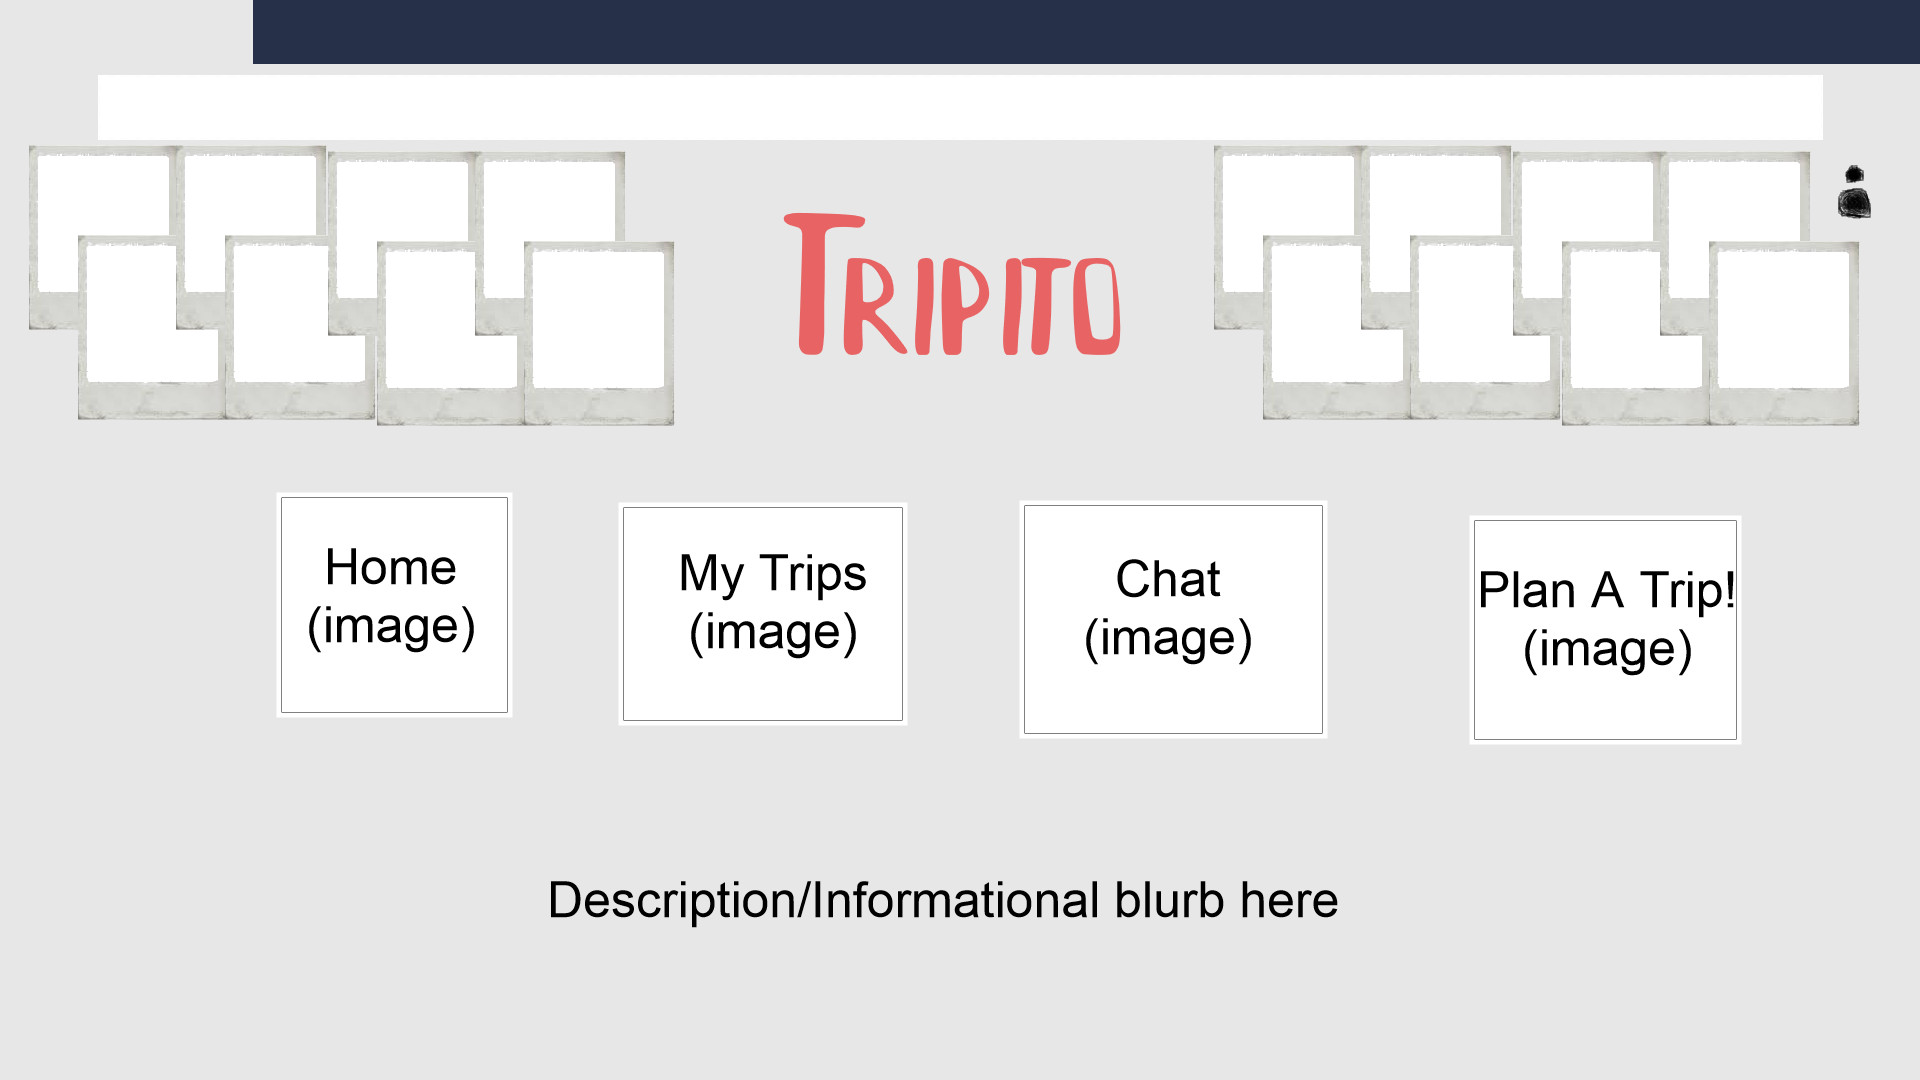 Tripito
Home
(image)
My Trips
(image)
Chat
(image)
Plan A Trip!
(image)
Description/Informational blurb here